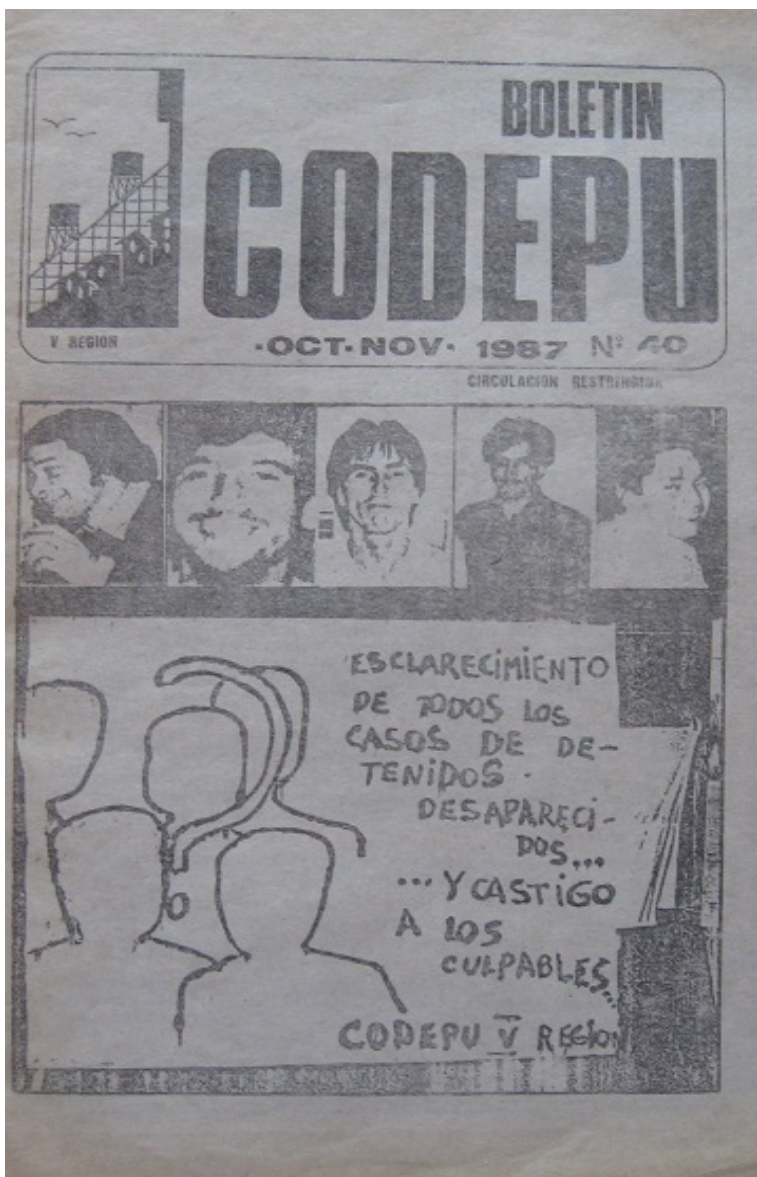 BOLETIN
CODEPU
V REGION
·OCT·NOV· 1987 Nº 40
CIRCULACION RESTRINGIDA
ESCLARECIMIENTO
DE TODOS LOS
CASOS DE DE-
TENIDOS·
DESAPARECI-
DOS...
...Y CASTIGO
A LOS
CULPABLES...
CODEPU V REGION